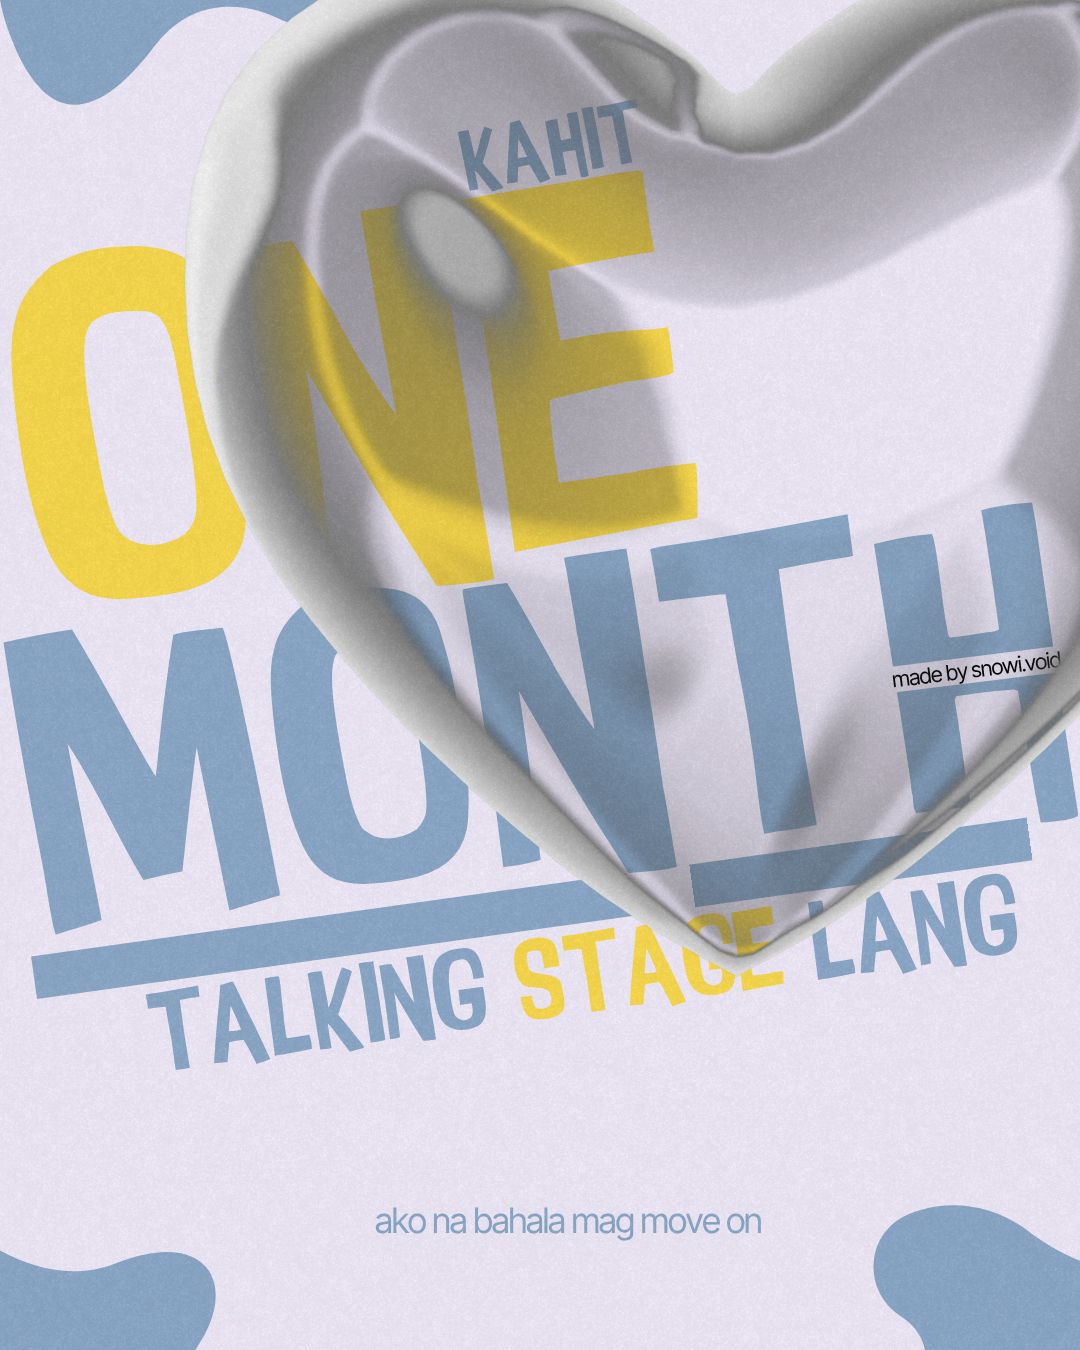 KAHIT
ONE
MONTH
made by snowi.void
TALKING STAGE LANG
ako na bahala mag move on